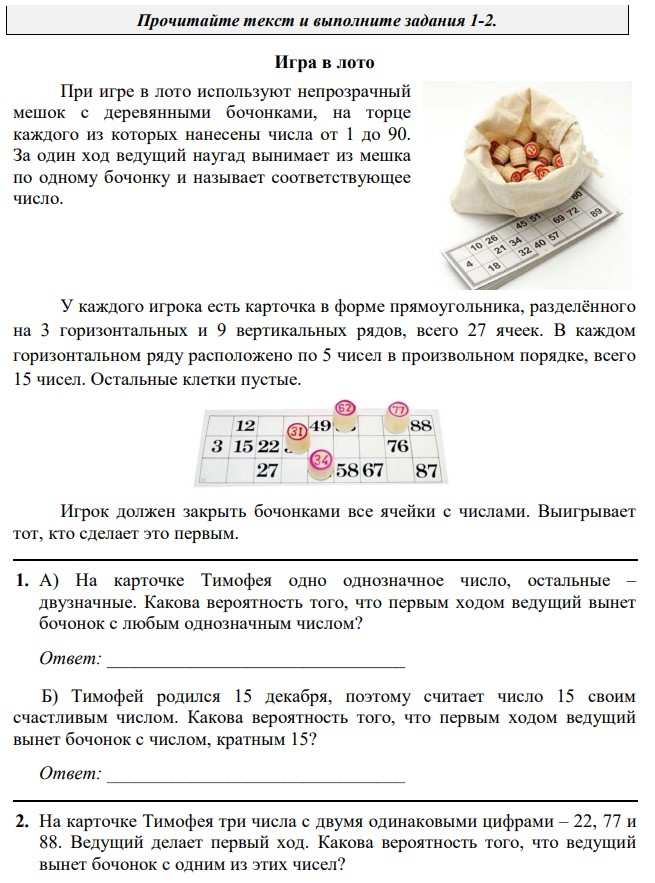 Прочитайте текст и выполните задания 1-2.
Игра в лото
При игре в лото используют непрозрачный
мешок с деревянными бочонками, на торце
каждого из которых нанесены числа от 1 до 90.
За один ход ведущий наугад вынимает из мешка
по одному бочонку и называет соответствующее
число.
80
45 51 69 72 89
10 26 21 34 40 57
4 18 32
У каждого игрока есть карточка в форме прямоугольника, разделённого
на 3 горизонтальных и 9 вертикальных рядов, всего 27 ячеек. В каждом
горизонтальном ряду расположено по 5 чисел в произвольном порядке, всего
15 чисел. Остальные клетки пустые.
12 49 62 77 88
3 15 22 31 76
27 34 58 67 87
Игрок должен закрыть бочонками все ячейки с числами. Выигрывает
тот, кто сделает это первым.
1. А) На карточке Тимофея одно однозначное число, остальные –
двузначные. Какова вероятность того, что первым ходом ведущий вынет
бочонок с любым однозначным числом?
Ответ: ________________________________
Б) Тимофей родился 15 декабря, поэтому считает число 15 своим
счастливым числом. Какова вероятность того, что первым ходом ведущий
вынет бочонок с числом, кратным 15?
Ответ: ________________________________
2. На карточке Тимофея три числа с двумя одинаковыми цифрами – 22, 77 и
88. Ведущий делает первый ход. Какова вероятность того, что ведущий
вынет бочонок с одним из этих чисел?